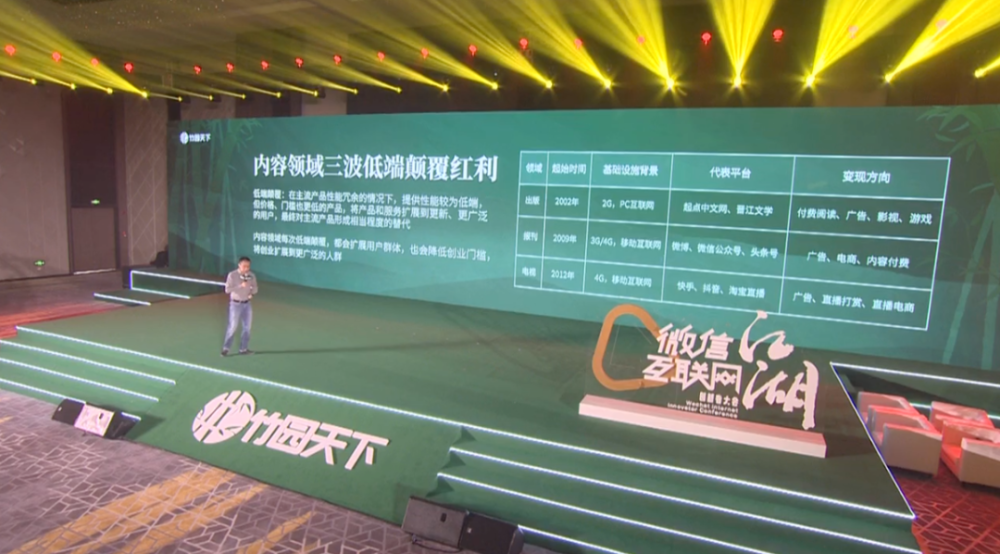 竹园天下
内容领域三波低端颠覆红利
低端颠覆：在主流产品性能冗余的情况下，提供性能较为低端，
但价格、门槛也更低的产品，将产品和服务扩展到更新、更广泛
的用户，最终对主流产品形成相当程度的替代
内容领域每次低端颠覆，都会扩展用户群体，也会降低创业门槛，
将创业扩展到更广泛的人群
领域 起始时间 基础设施背景 代表平台 变现方向
出版 2002年 2G，PC互联网 起点中文网、晋江文学 付费阅读、广告、影视、游戏
报刊 2009年 3G/4G，移动互联网 微博、微信公众号、头条号 广告、电商、内容付费
电视 2012年 4G，移动互联网 快手、抖音、淘宝直播 广告、直播打赏、直播电商
微信
互联网
江湖
创新者大会
Wechat Internet
Innovator Conference
竹园天下